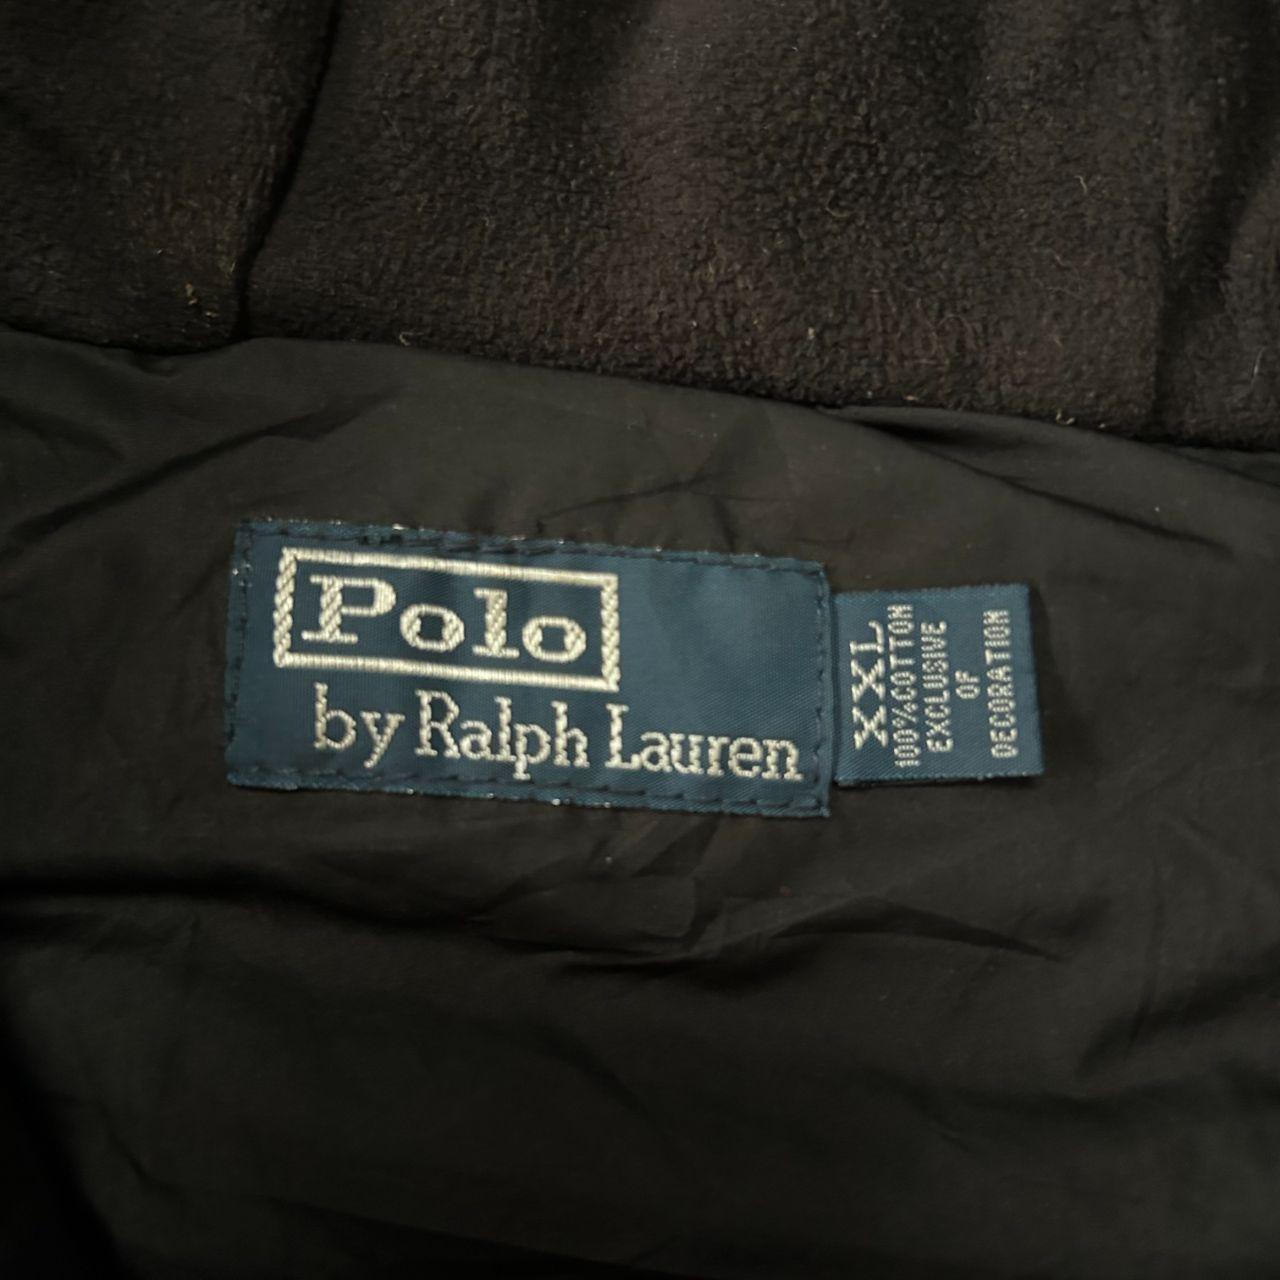 Polo
by Ralph Lauren
XXL
100%COTTON
EXCLUSIVE
OF
DECORATION